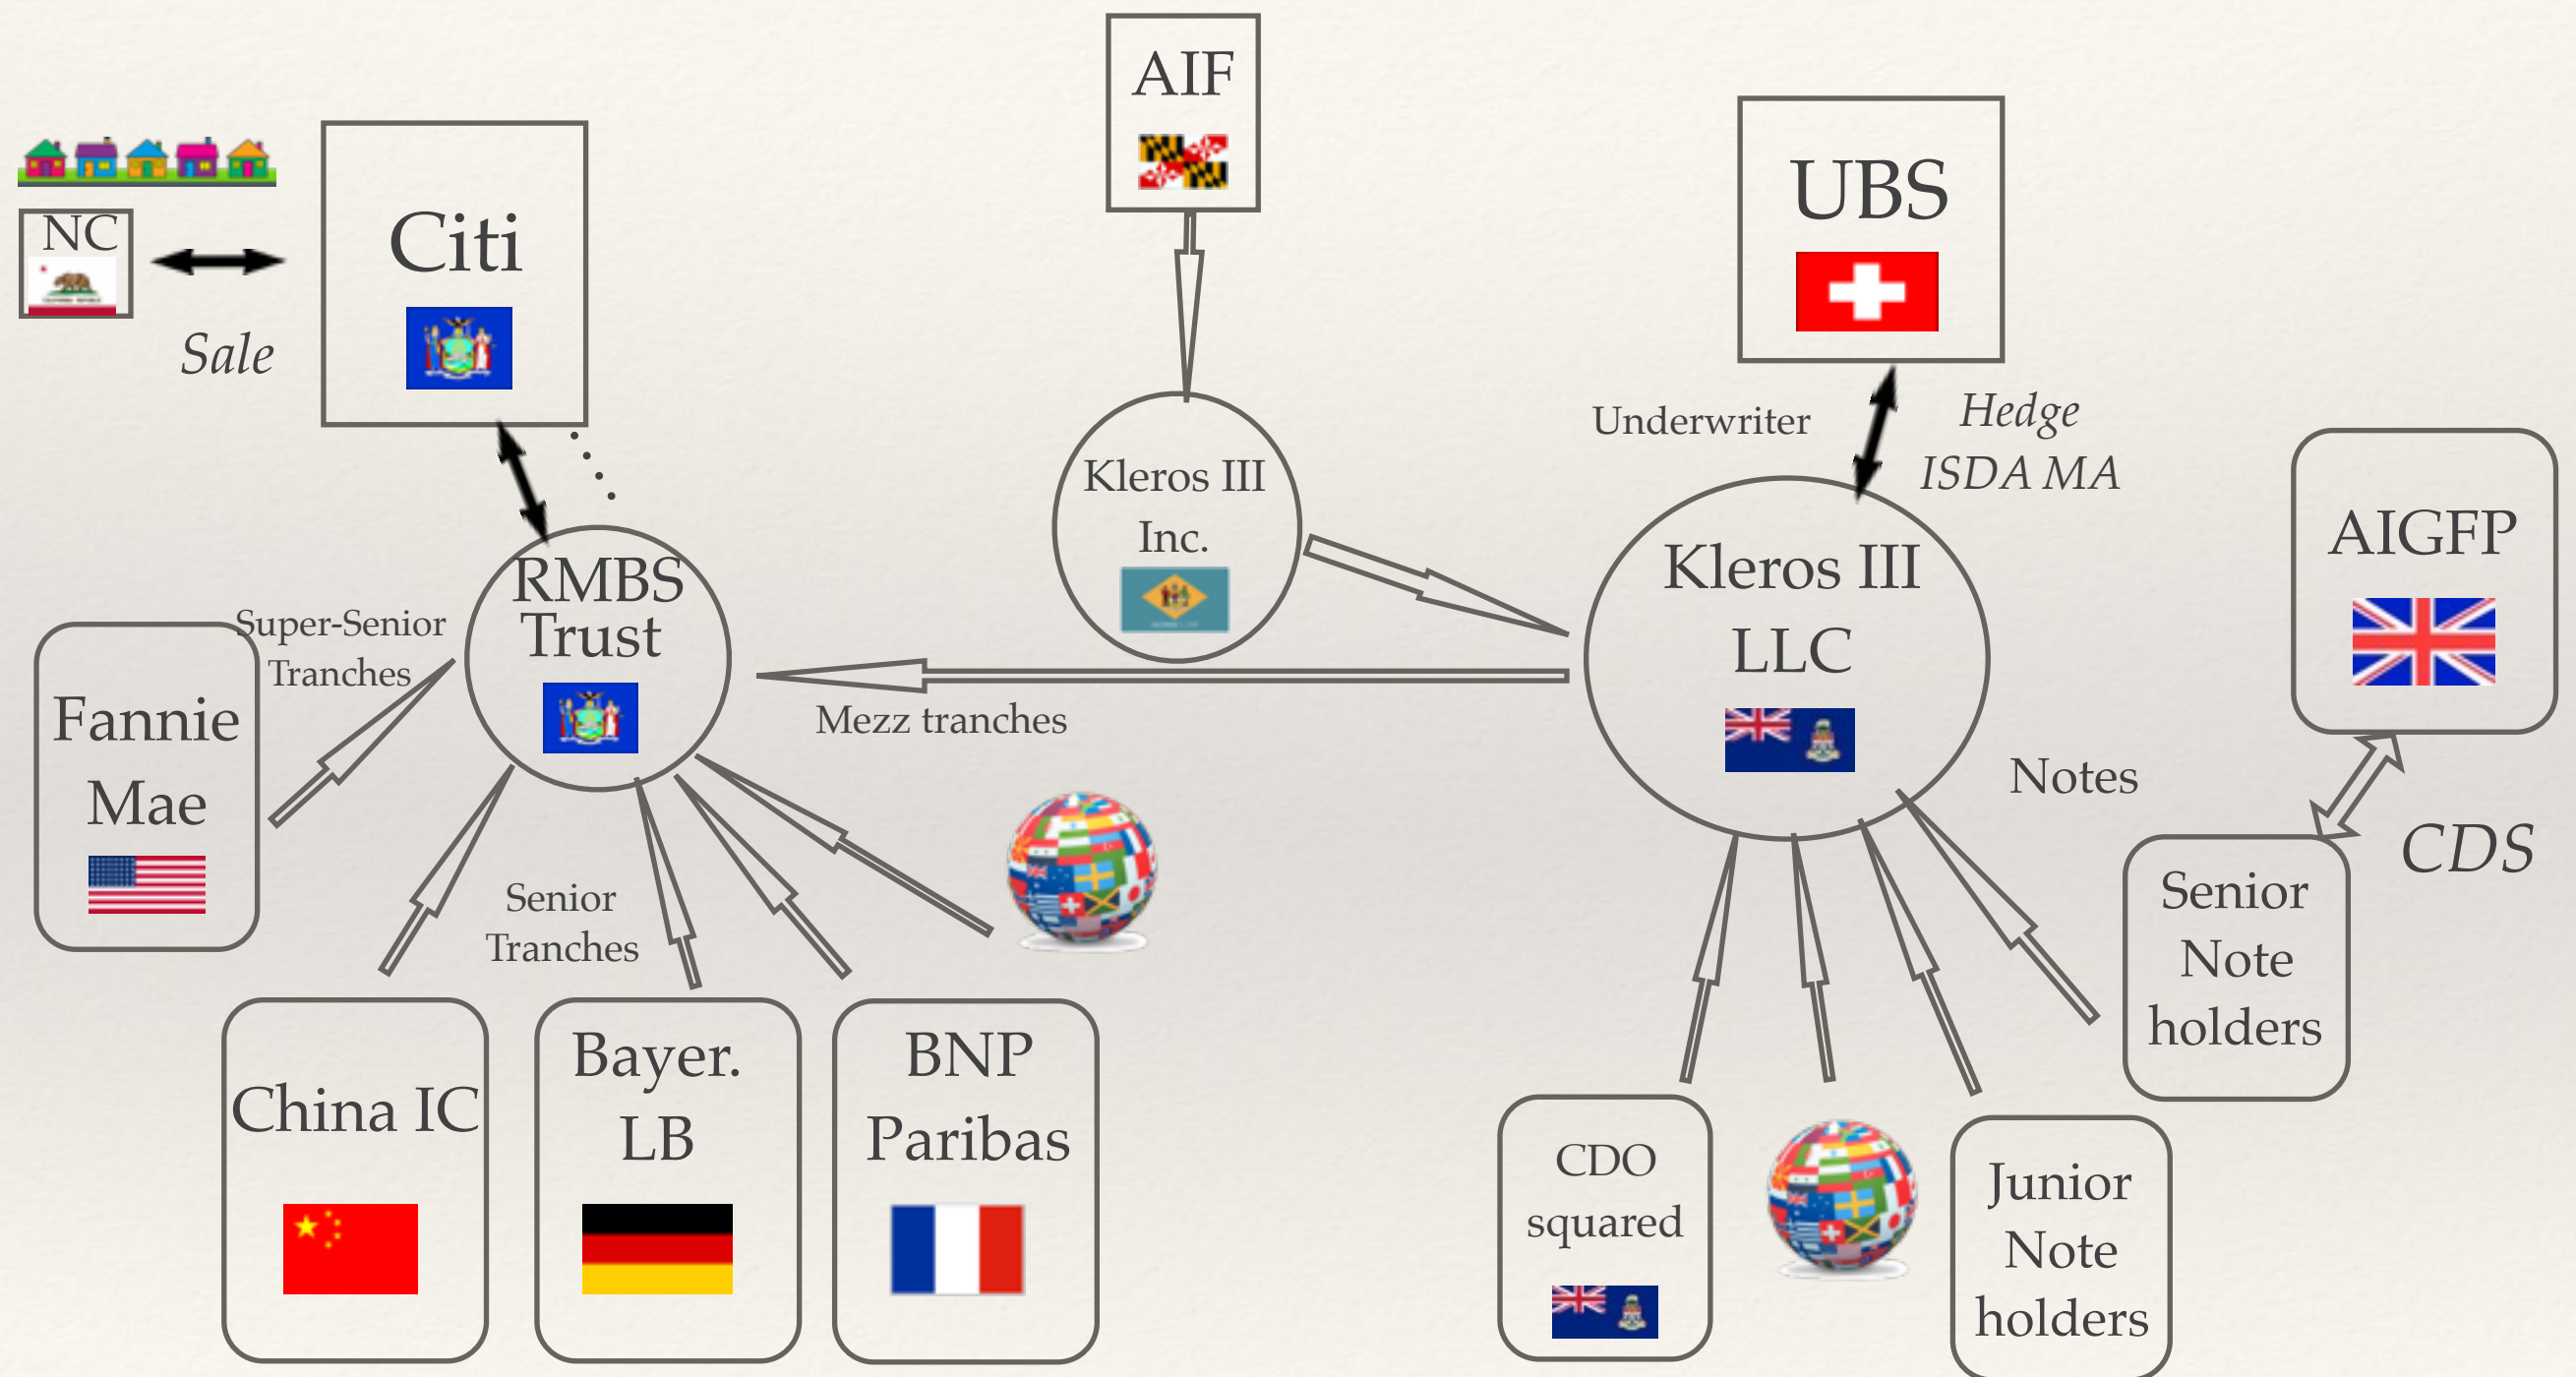 AIF
UBS
NC
Citi
Sale
Underwriter
Hedge
ISDA MA
Kleros III
Inc.
AIGFP
Kleros III
LLC
RMBS
Trust
Super-Senior
Tranches
Fannie
Mae
Mezz tranches
Notes
CDS
Senior
Note
holders
Senior
Tranches
China IC
Bayer.
LB
BNP
Paribas
CDO
squared
Junior
Note
holders